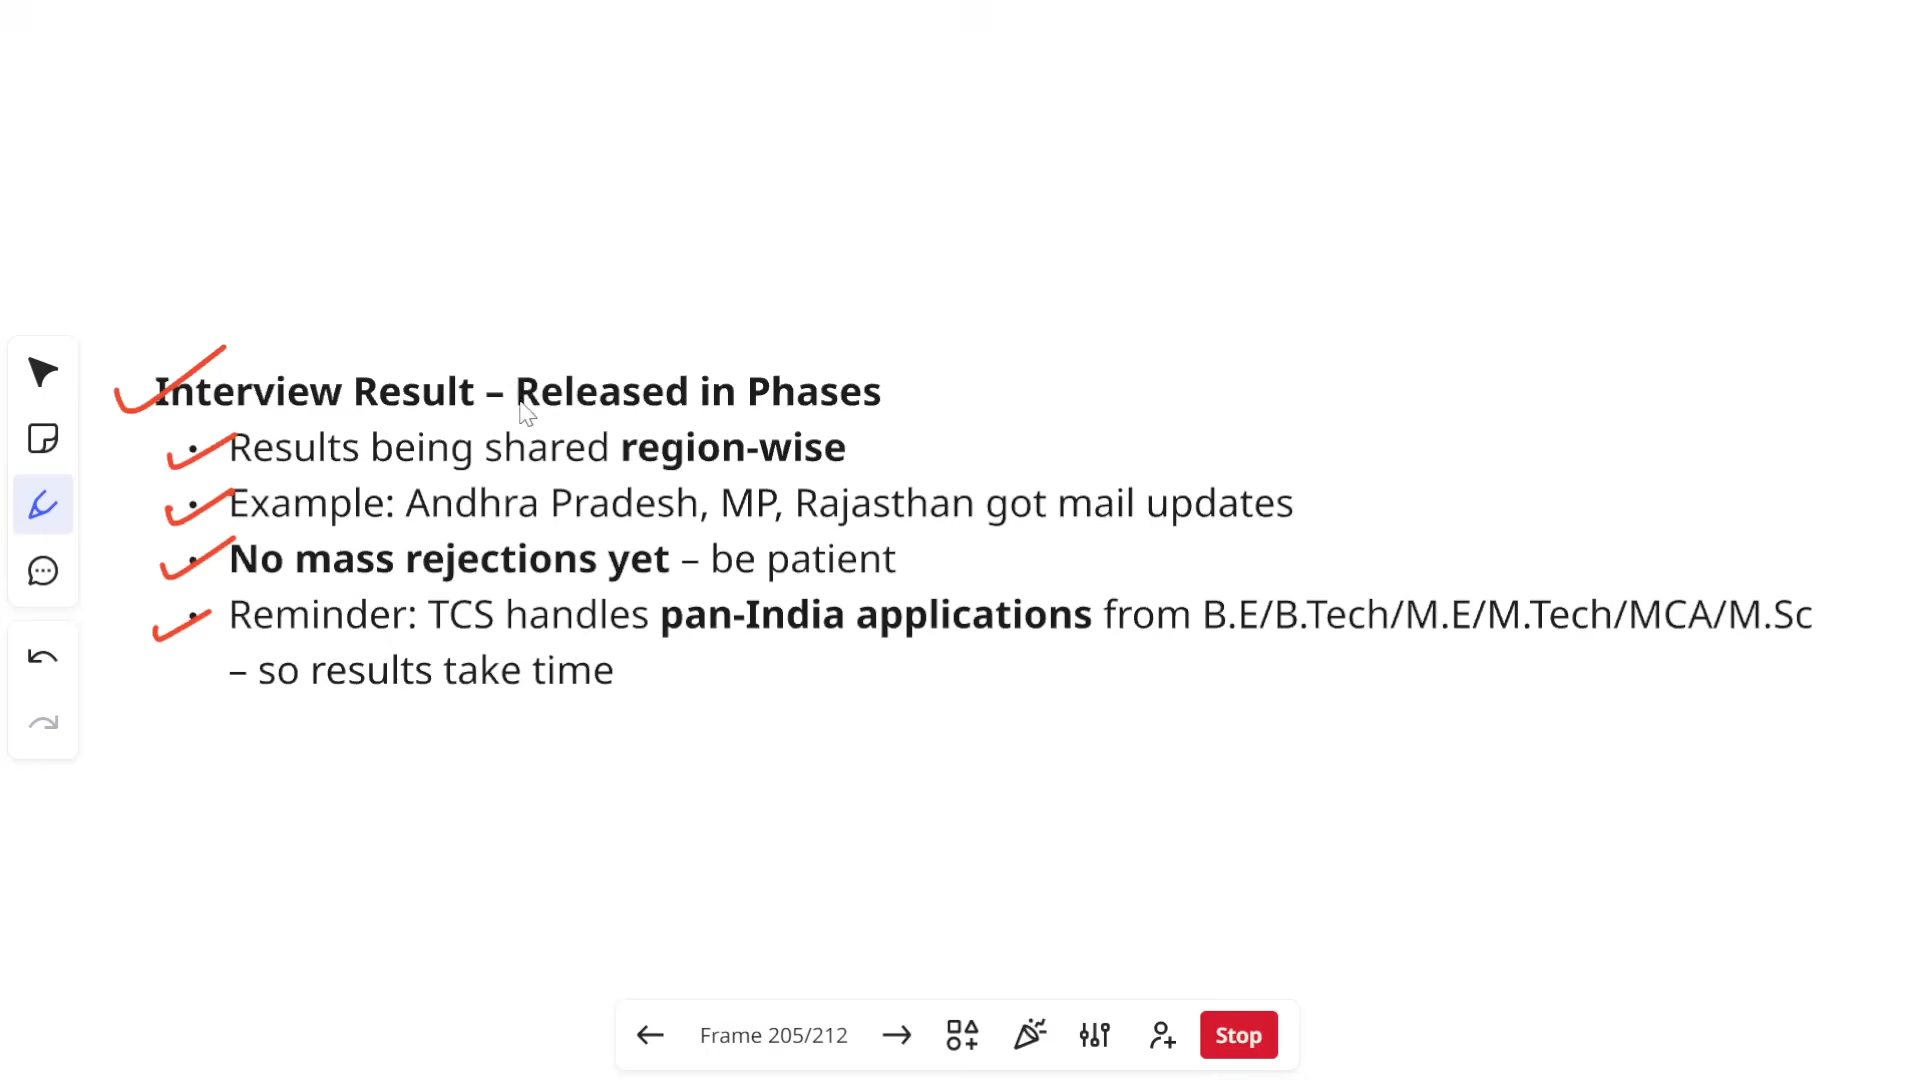 Interview Result – Released in Phases
• Results being shared region-wise
• Example: Andhra Pradesh, MP, Rajasthan got mail updates
• No mass rejections yet – be patient
• Reminder: TCS handles pan-India applications from B.E/B.Tech/M.E/M.Tech/MCA/M.Sc
– so results take time
Frame 205/212
Stop